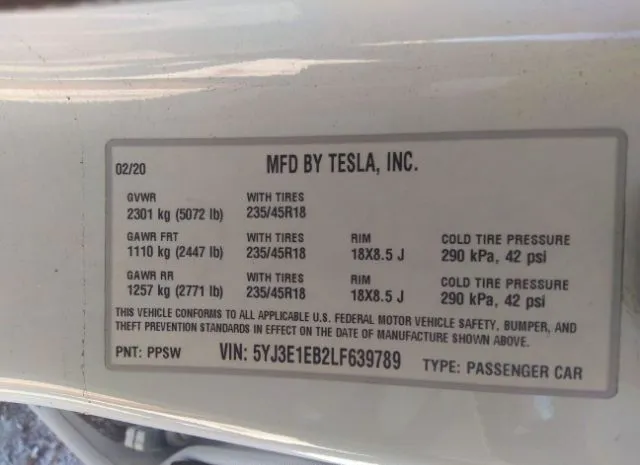 02/20 MFD BY TESLA, INC.
GVWR WITH TIRES
2301 kg (5072 lb) 235/45R18
GAWR FRT WITH TIRES RIM COLD TIRE PRESSURE
1110 kg (2447 lb) 235/45R18 18X8.5 J 290 kPa, 42 psi
GAWR RR WITH TIRES RIM COLD TIRE PRESSURE
1257 kg (2771 lb) 235/45R18 18X8.5 J 290 kPa, 42 psi
THIS VEHICLE CONFORMS TO ALL APPLICABLE U.S. FEDERAL MOTOR VEHICLE SAFETY, BUMPER, AND
THEFT PREVENTION STANDARDS IN EFFECT ON THE DATE OF MANUFACTURE SHOWN ABOVE.
PNT: PPSW VIN: 5YJ3E1EB2LF639789 TYPE: PASSENGER CAR